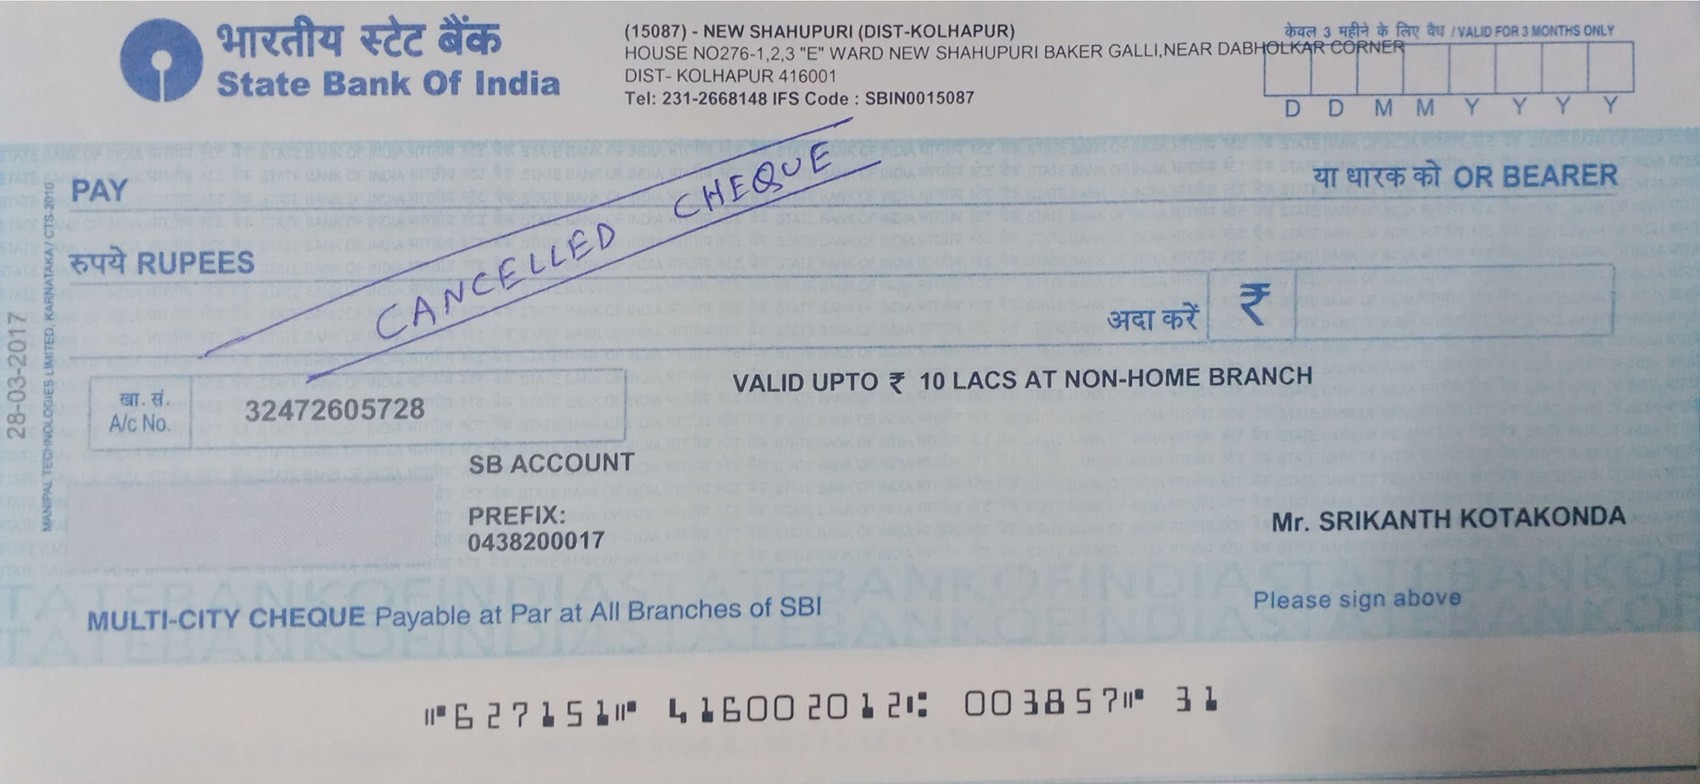 भारतीय स्टेट बैंक
State Bank Of India
(15087) - NEW SHAHUPURI (DIST-KOLHAPUR)
HOUSE NO276-1,2,3 "E" WARD NEW SHAHUPURI BAKER GALLI,NEAR DABHOLKAR CORNER
DIST- KOLHAPUR 416001
Tel: 231-2668148 IFS Code : SBIN0015087
केवल 3 महीने के लिए वैध / VALID FOR 3 MONTHS ONLY
D D M M Y Y Y Y
PAY
या धारक को OR BEARER
CANCELLED CHEQUE
रुपये RUPEES
अदा करें ₹
खा. सं.
A/c No.
32472605728
VALID UPTO ₹ 10 LACS AT NON-HOME BRANCH
SB ACCOUNT
PREFIX:
0438200017
Mr. SRIKANTH KOTAKONDA
MULTI-CITY CHEQUE Payable at Par at All Branches of SBI
Please sign above
⑈627151⑈ 416002012⑆ 003857⑈ 31
28-03-2017
MANIPAL TECHNOLOGIES LIMITED, KARNATAKA / CTS-2010